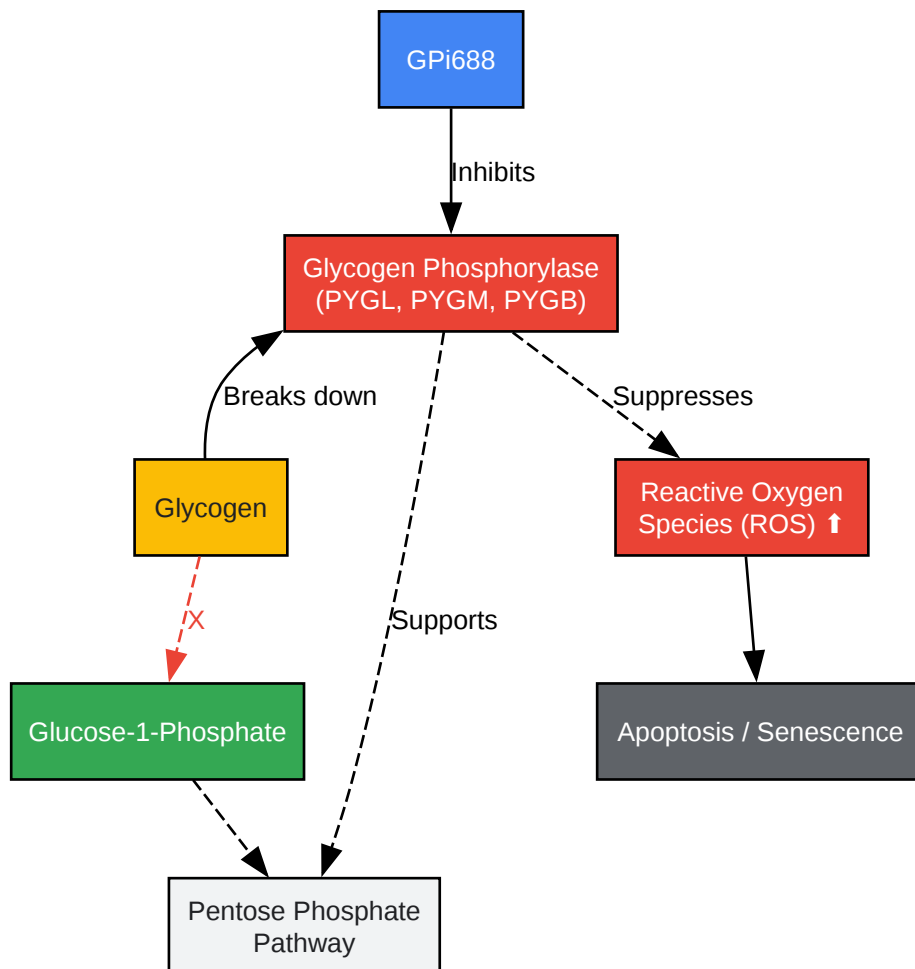 GPi688
Inhibits
Glycogen Phosphorylase
(PYGL, PYGM, PYGB)
Breaks down
Suppresses
Glycogen
Reactive Oxygen
Species (ROS) ⬆
X
Supports
Glucose-1-Phosphate
Apoptosis / Senescence
Pentose Phosphate
Pathway